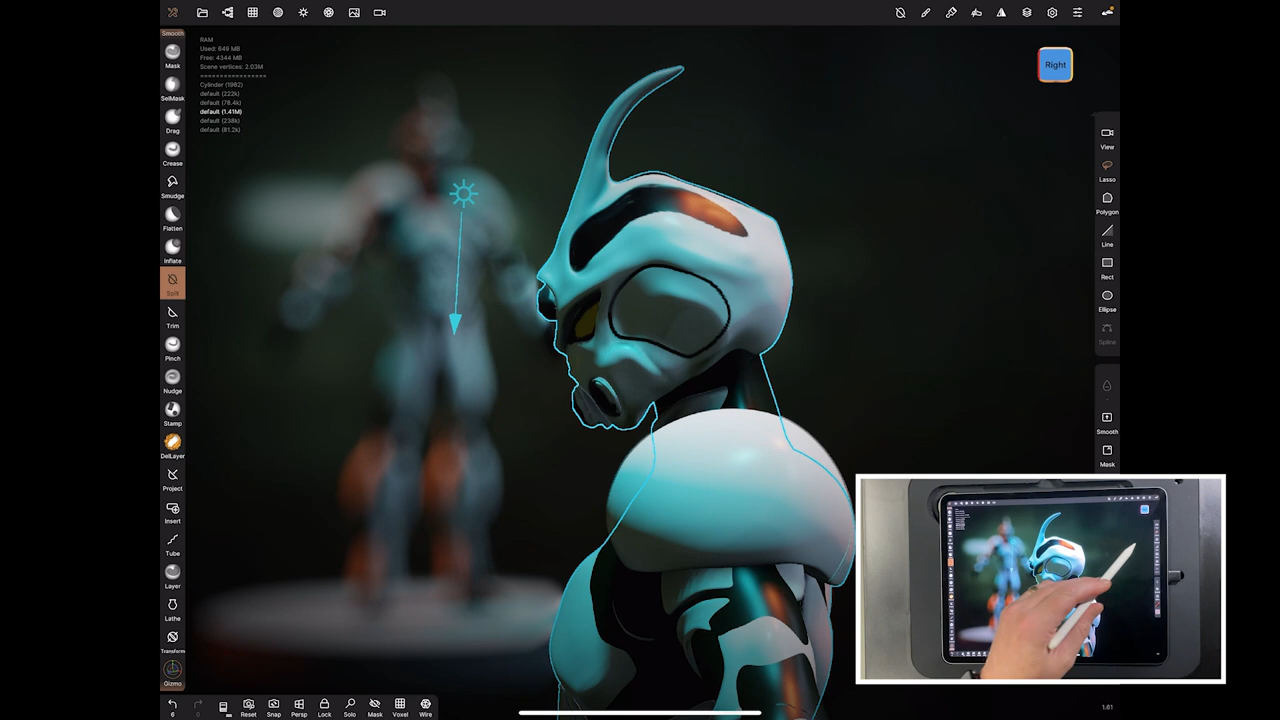 RAM
Used: 649 MB
Free: 4344 MB
Scene vertices: 2.03M
==================
Cylinder (1982)
default (222k)
default (78.4k)
default (1.41M)
default (238k)
default (81.2k)
Right
Smooth
Mask
SelMask
Drag
Crease
Smudge
Flatten
Inflate
Split
Trim
Pinch
Nudge
Stamp
DelLayer
Project
Insert
Tube
Layer
Lathe
Transform
Gizmo
View
Lasso
Polygon
Line
Rect
Ellipse
Spline
Smooth
Mask
6
0
Reset
Snap
Persp
Lock
Solo
Mask
Voxel
Wire
1.61